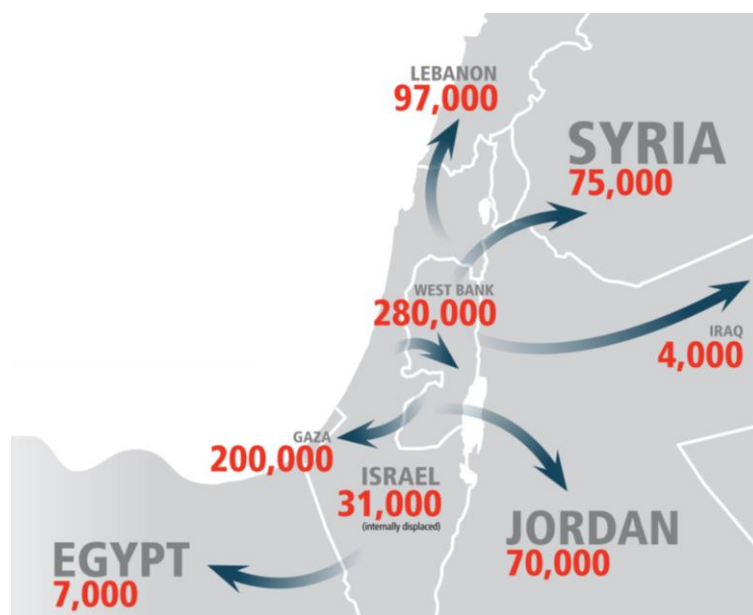 LEBANON
97,000
SYRIA
75,000
WEST BANK
280,000
IRAQ
4,000
GAZA
200,000
ISRAEL
31,000
(internally displaced)
JORDAN
70,000
EGYPT
7,000